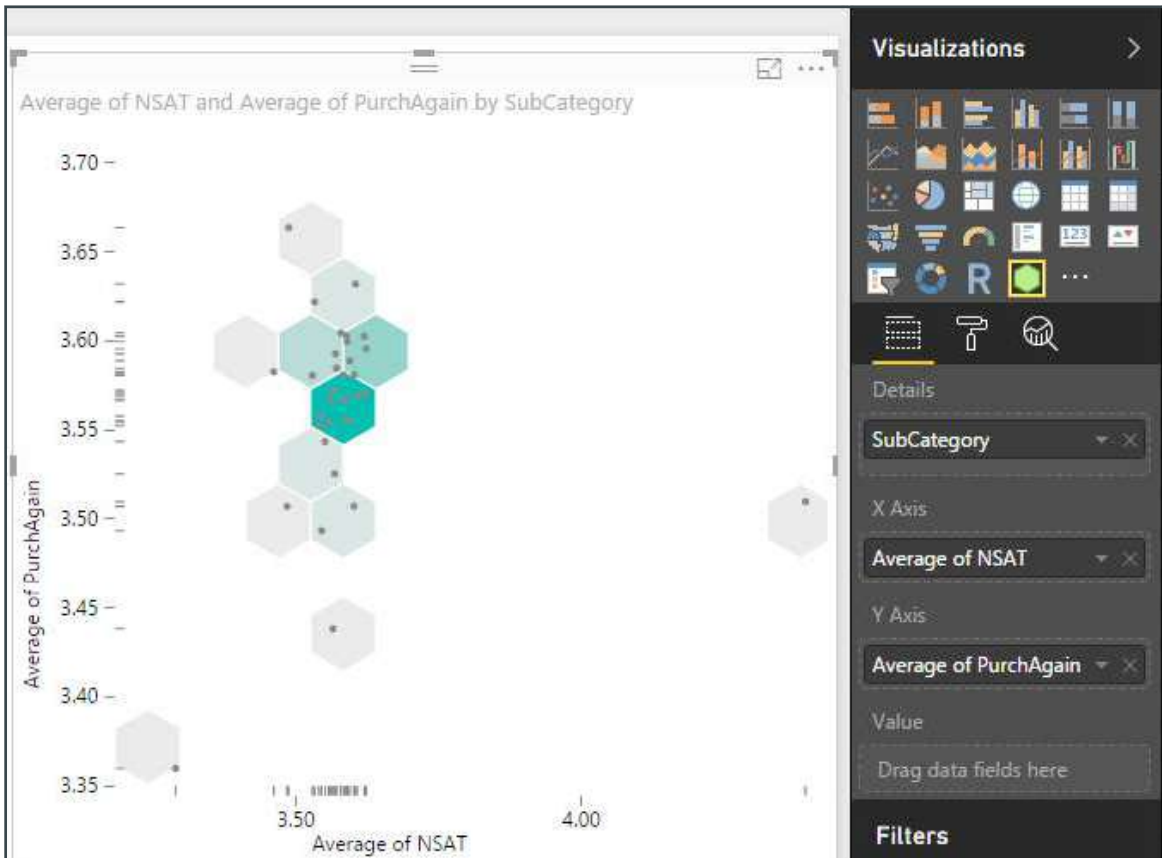 Visualizations
Average of NSAT and Average of PurchAgain by SubCategory
3.70
3.65
3.60
3.55
3.50
3.45
3.40
3.35
Average of PurchAgain
3.50
4.00
Average of NSAT
R
123
Details
SubCategory
X Axis
Average of NSAT
Y Axis
Average of PurchAgain
Value
Drag data fields here
Filters